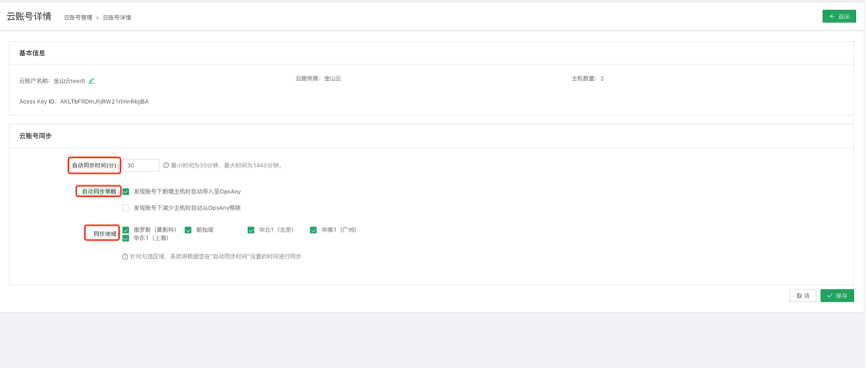 云账号详情 云账号管理 > 云账号详情 返回
基本信息
云账户名称: 金山云test6 云提供商: 金山云 主机数量: 3
Acess Key ID: AKLTbFRDmJhjRW21rlnnRkgBA
云账号同步
自动同步时间(分): 30 最小时间为30分钟，最大时间为1440分钟。
自动同步策略: 发现账号下新增主机时自动导入至OpsAny
发现账号下减少主机时自动从OpsAny移除
同步地域: 俄罗斯（莫斯科） 新加坡 华北1（北京） 华南1（广州）
华东1（上海）
针对勾选区域，系统将根据您在"自动同步时间"设置的时间进行同步
取 消 保存